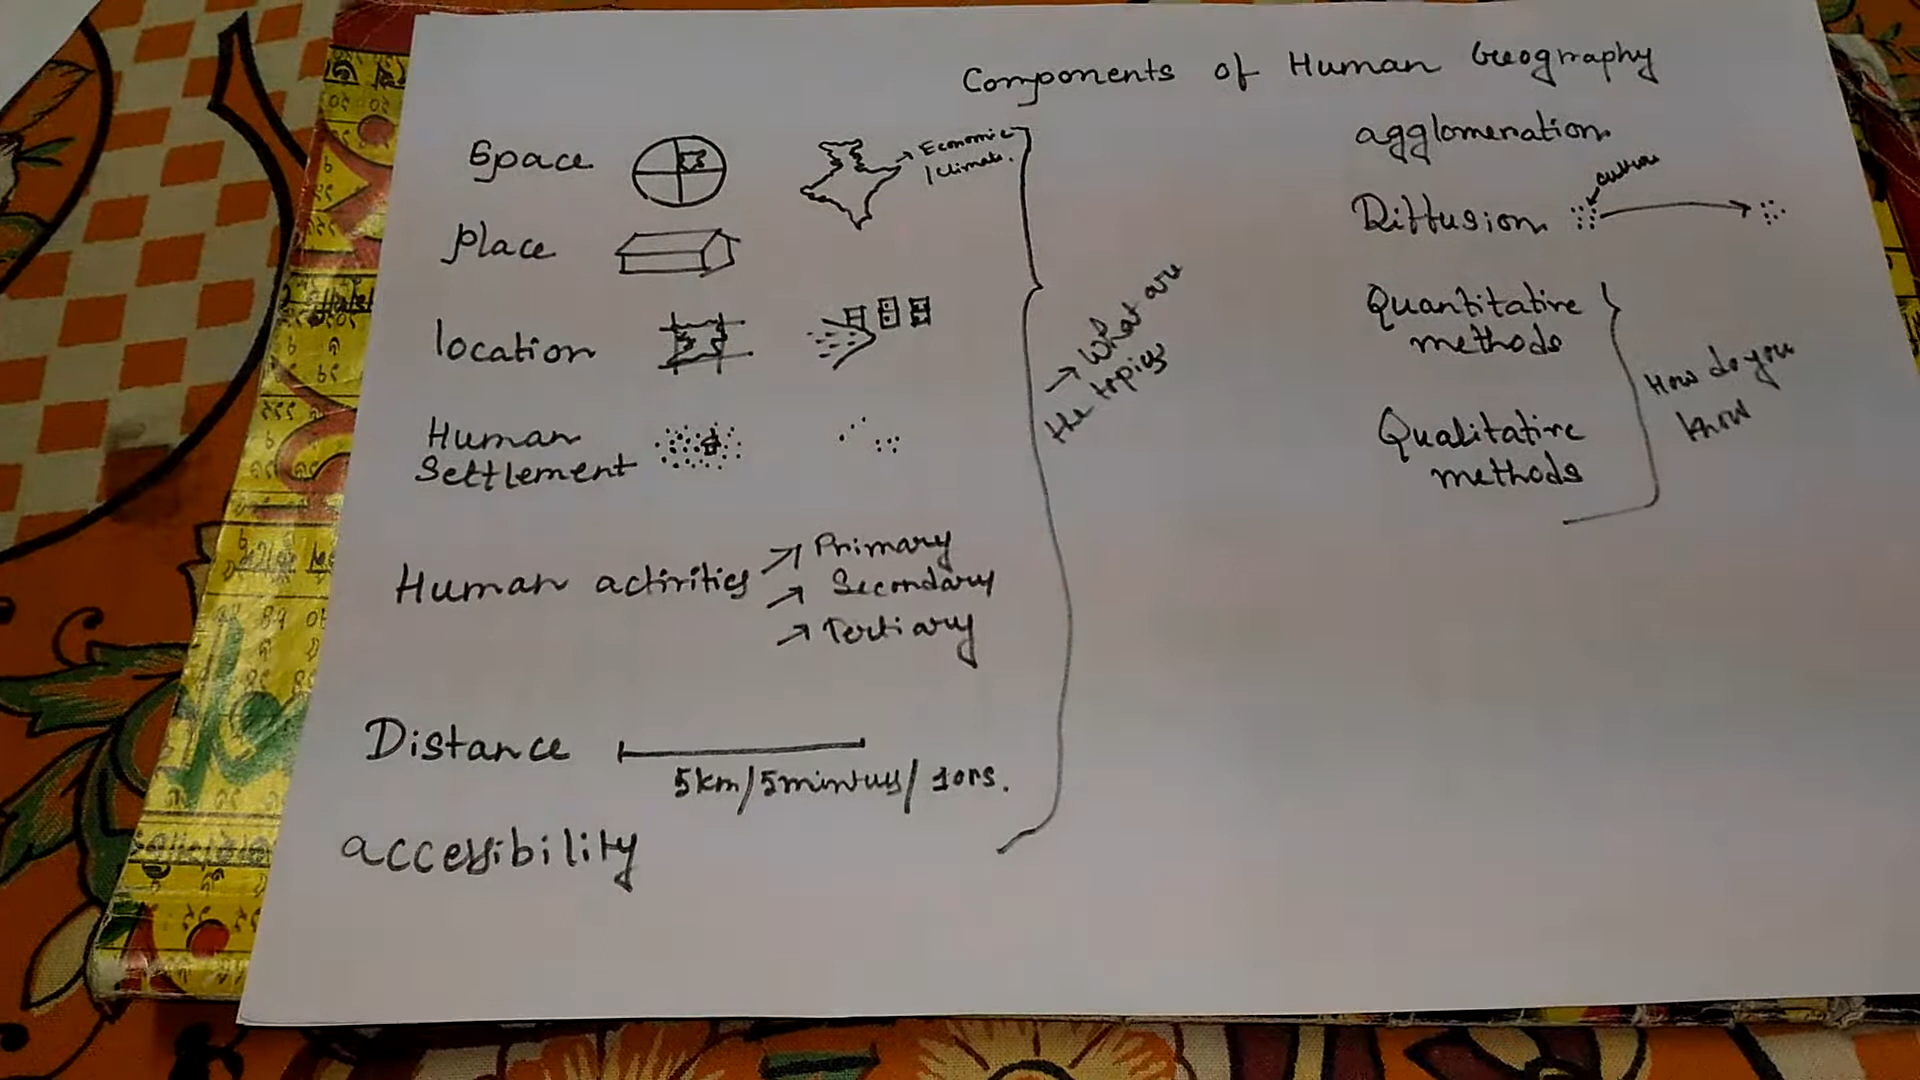 Components of Human Geography
Space
Economic
/climate.
place
location
Human
Settlement
Human activities
Primary
Secondary
Tertiary
Distance
5km/5minutes/ 10rs.
accessibility
→ What are
the topics
agglomeration
Diffusion
culture
Quantitative
methods
Qualitative
methods
How do you
know